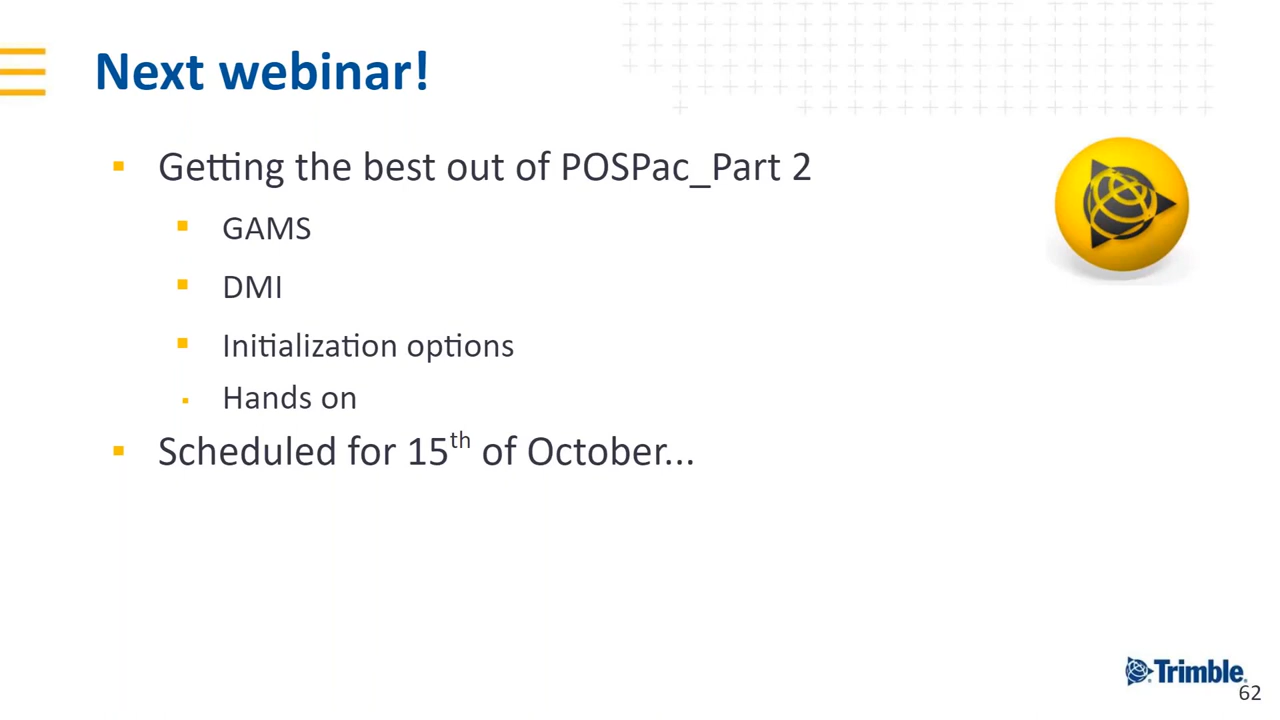 Next webinar!
Getting the best out of POSPac_Part 2
GAMS
DMI
Initialization options
Hands on
Scheduled for 15th of October...
Trimble.
62